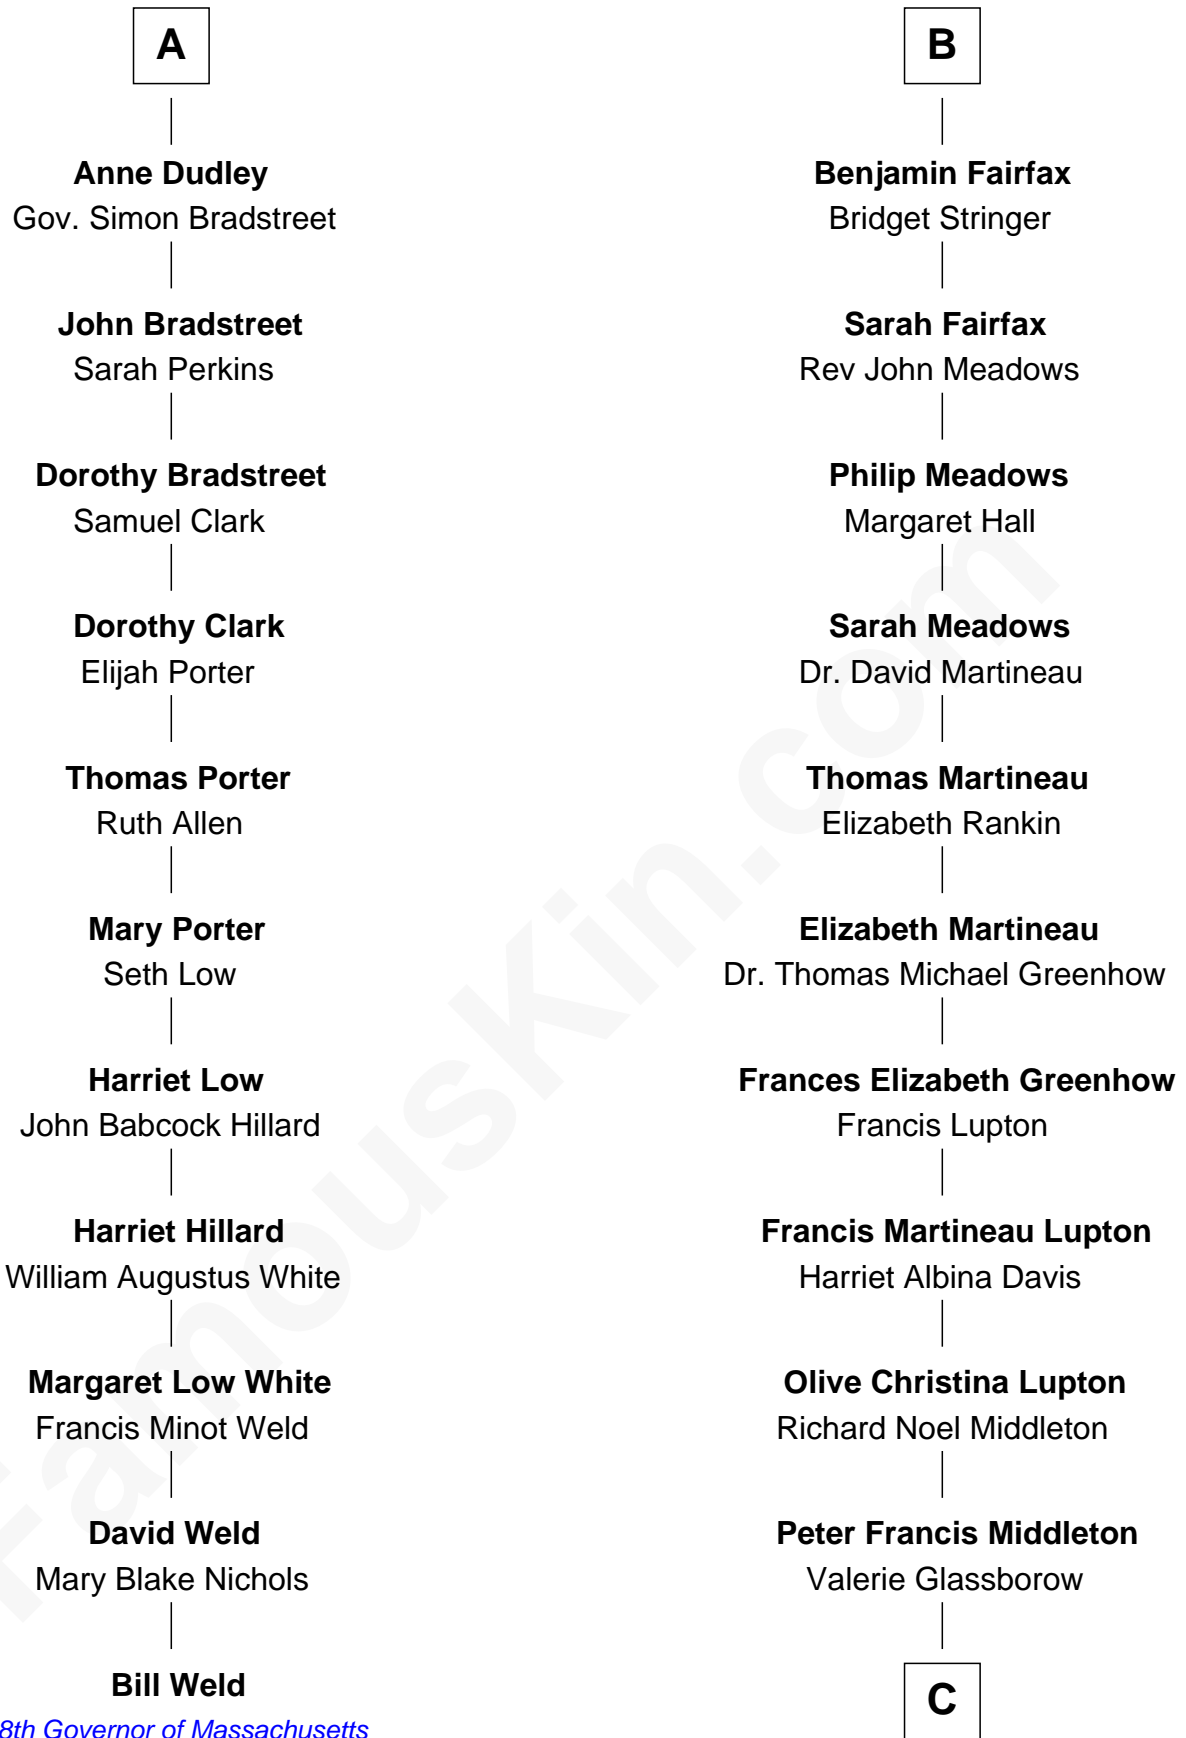 A
Anne Dudley
Gov. Simon Bradstreet
John Bradstreet
Sarah Perkins
Dorothy Bradstreet
Samuel Clark
Dorothy Clark
Elijah Porter
Thomas Porter
Ruth Allen
Mary Porter
Seth Low
Harriet Low
John Babcock Hillard
Harriet Hillard
William Augustus White
Margaret Low White
Francis Minot Weld
David Weld
Mary Blake Nichols
Bill Weld
8th Governor of Massachusetts
B
Benjamin Fairfax
Bridget Stringer
Sarah Fairfax
Rev John Meadows
Philip Meadows
Margaret Hall
Sarah Meadows
Dr. David Martineau
Thomas Martineau
Elizabeth Rankin
Elizabeth Martineau
Dr. Thomas Michael Greenhow
Frances Elizabeth Greenhow
Francis Lupton
Francis Martineau Lupton
Harriet Albina Davis
Olive Christina Lupton
Richard Noel Middleton
Peter Francis Middleton
Valerie Glassborow
C
FamousKin.com